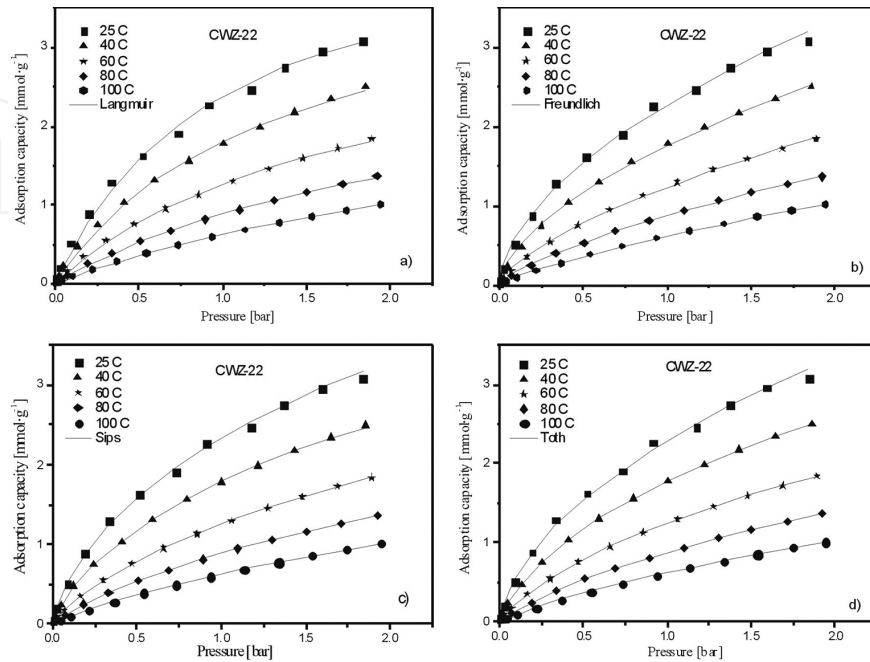 CWZ-22
25 C
40 C
60 C
80 C
100 C
Langmuir
Adsorption capacity [mmol·g⁻¹]
3
2
1
0
0.0 0.5 1.0 1.5 2.0
Pressure [bar]
a)
CWZ-22
25 C
40 C
60 C
80 C
100 C
Freundlich
Adsorption capacity [mmol·g⁻¹]
3
2
1
0
0.0 0.5 1.0 1.5 2.0
Pressure [bar]
b)
CWZ-22
25 C
40 C
60 C
80 C
100 C
Sips
Adsorption capacity [mmol·g⁻¹]
3
2
1
0
0.0 0.5 1.0 1.5 2.0
Pressure [bar]
c)
CWZ-22
25 C
40 C
60 C
80 C
100 C
Toth
Adsorption capacity [mmol·g⁻¹]
3
2
1
0
0.0 0.5 1.0 1.5 2.0
Pressure [bar]
d)